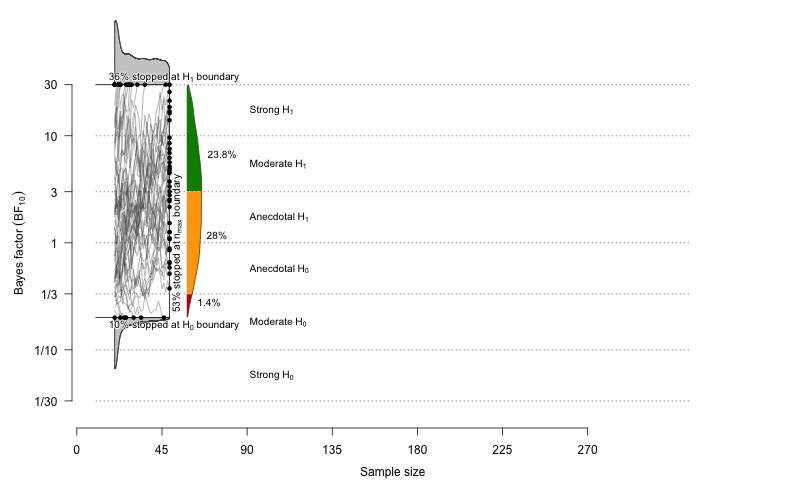 36% stopped at H1 boundary
30
Strong H1
10
23.8%
Moderate H1
3
Anecdotal H1
28%
1
Anecdotal H0
1/3
1.4%
53% stopped at nmax boundary
Moderate H0
10% stopped at H0 boundary
1/10
Strong H0
1/30
Bayes factor (BF10)
0 45 90 135 180 225 270
Sample size